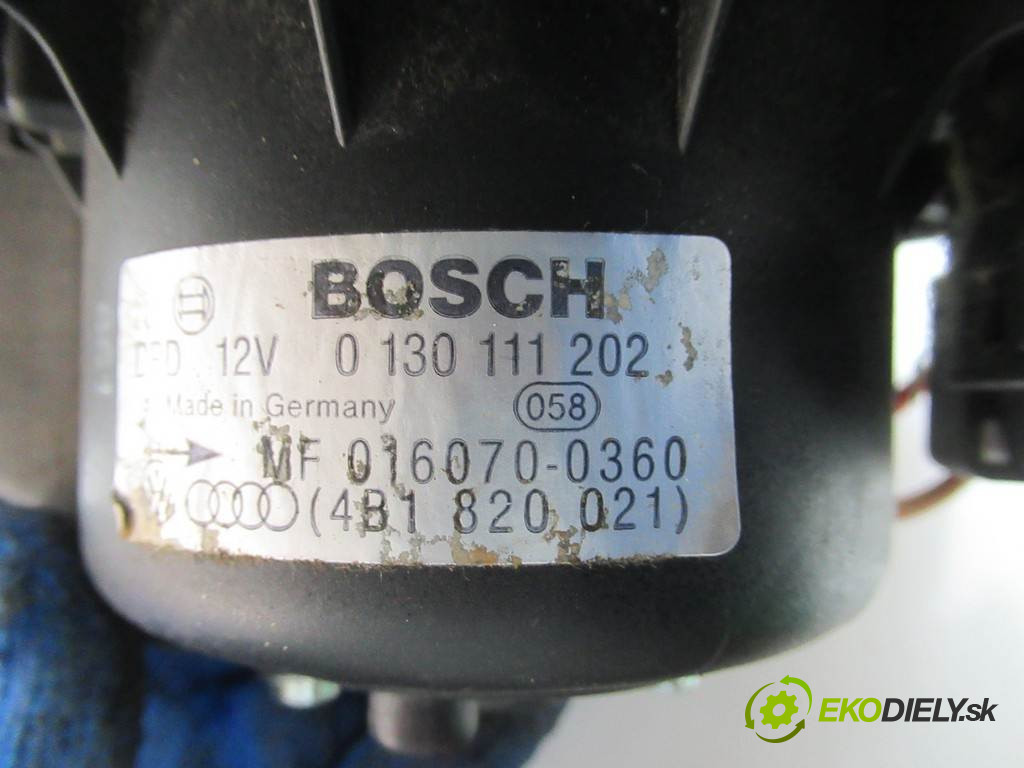 BOSCH
12V 0 130 111 202
Made in Germany 058
MF 016070-0360
(4B1 820 021)
EKODIELY.sk